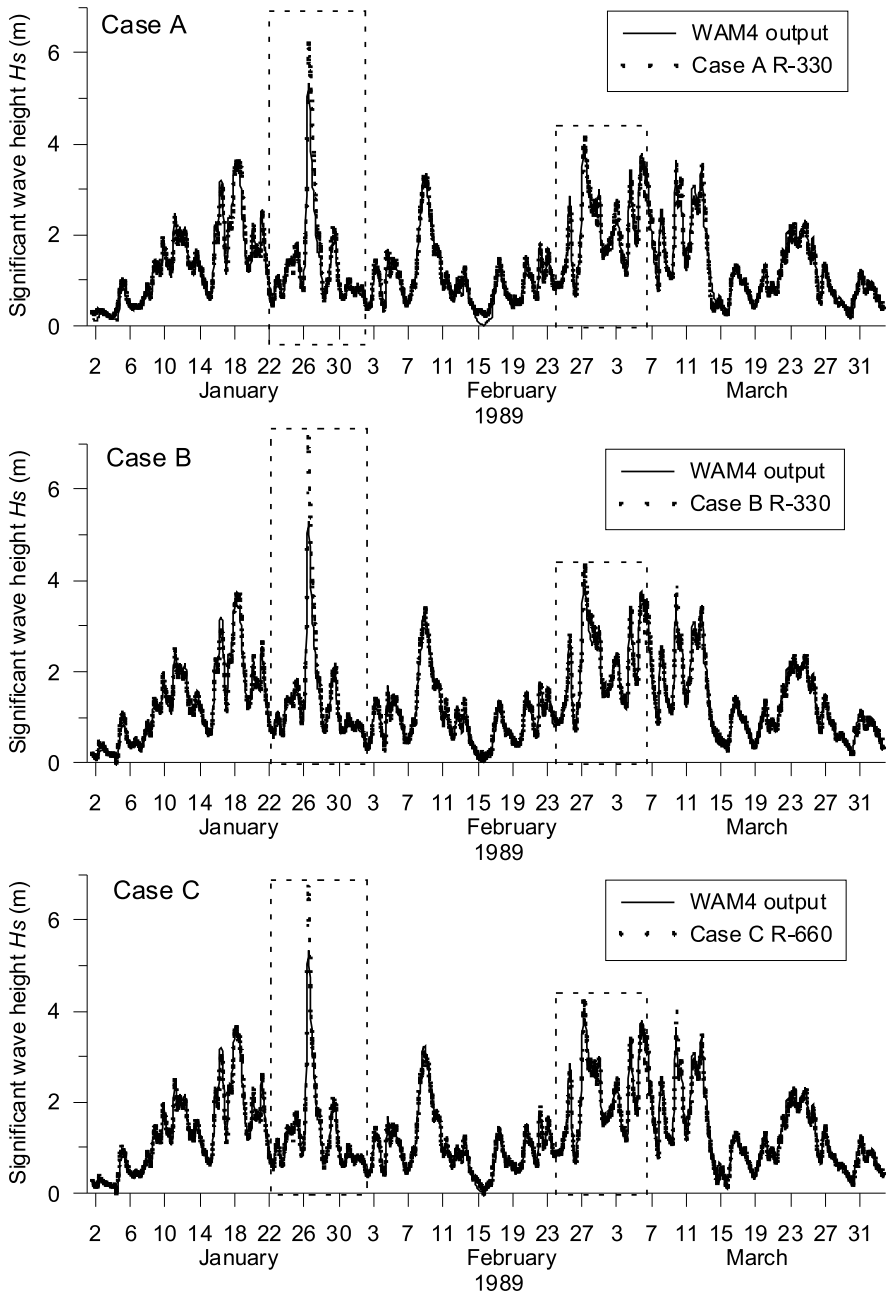 Case A
WAM4 output
Case A R-330
Significant wave height Hs (m)
6
4
2
0
2 6 10 14 18 22 26 30 3 7 11 15 19 23 27 3 7 11 15 19 23 27 31
January February March
1989
Case B
WAM4 output
Case B R-330
Significant wave height Hs (m)
6
4
2
0
2 6 10 14 18 22 26 30 3 7 11 15 19 23 27 3 7 11 15 19 23 27 31
January February March
1989
Case C
WAM4 output
Case C R-660
Significant wave height Hs (m)
6
4
2
0
2 6 10 14 18 22 26 30 3 7 11 15 19 23 27 3 7 11 15 19 23 27 31
January February March
1989